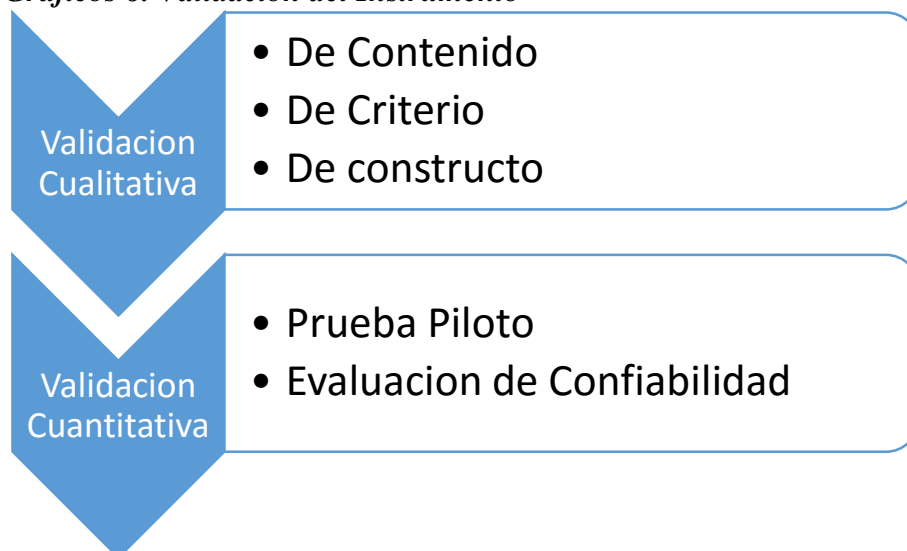 Validacion
Cualitativa
• De Contenido
• De Criterio
• De constructo
Validacion
Cuantitativa
• Prueba Piloto
• Evaluacion de Confiabilidad